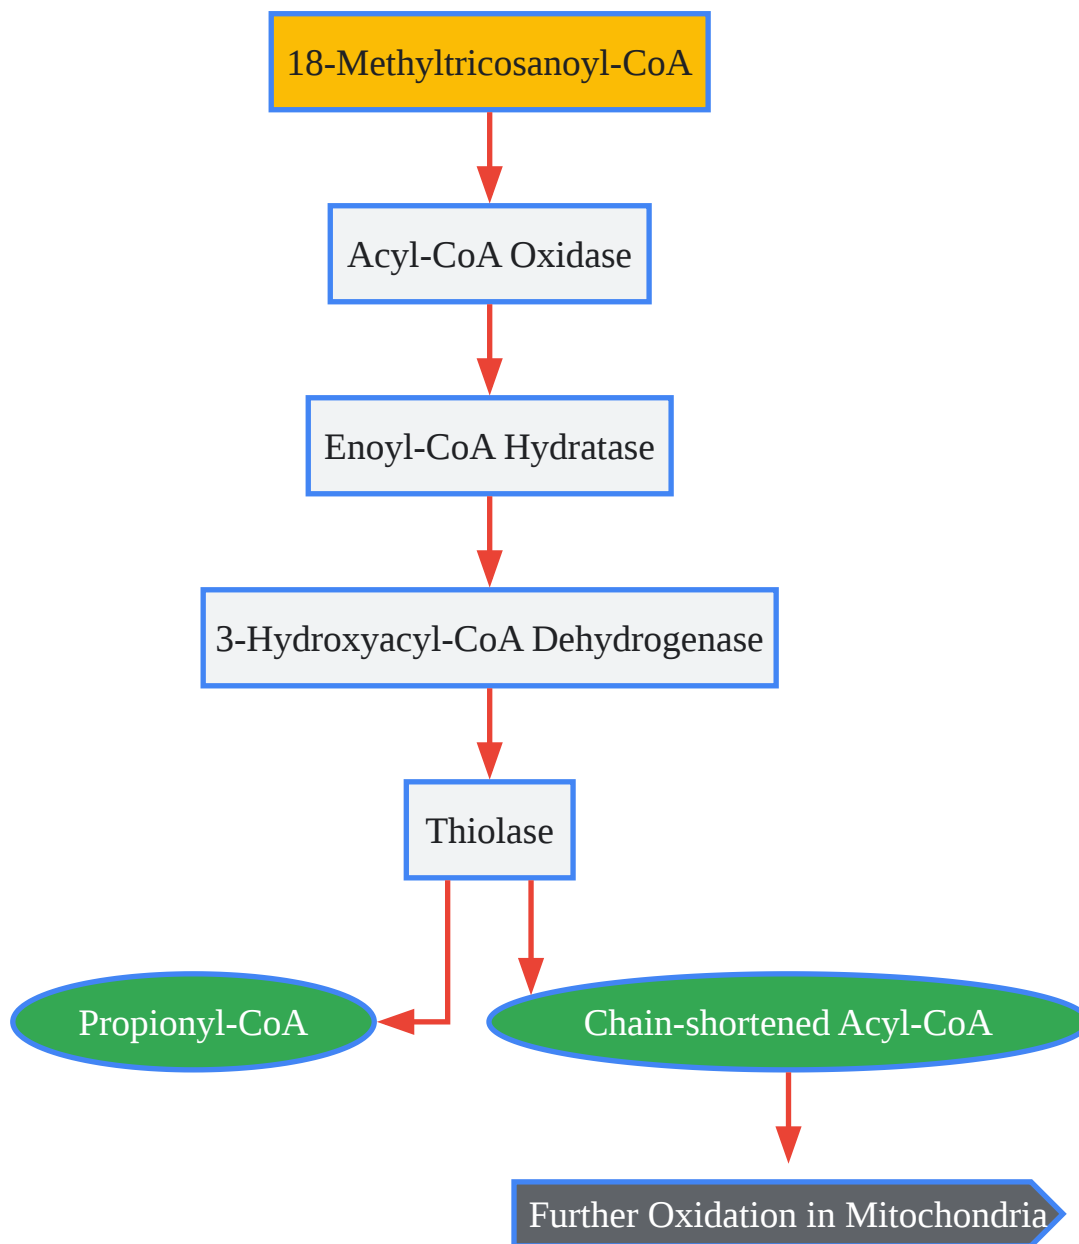 18-Methyltricosanoyl-CoA
Acyl-CoA Oxidase
Enoyl-CoA Hydratase
3-Hydroxyacyl-CoA Dehydrogenase
Thiolase
Propionyl-CoA
Chain-shortened Acyl-CoA
Further Oxidation in Mitochondria